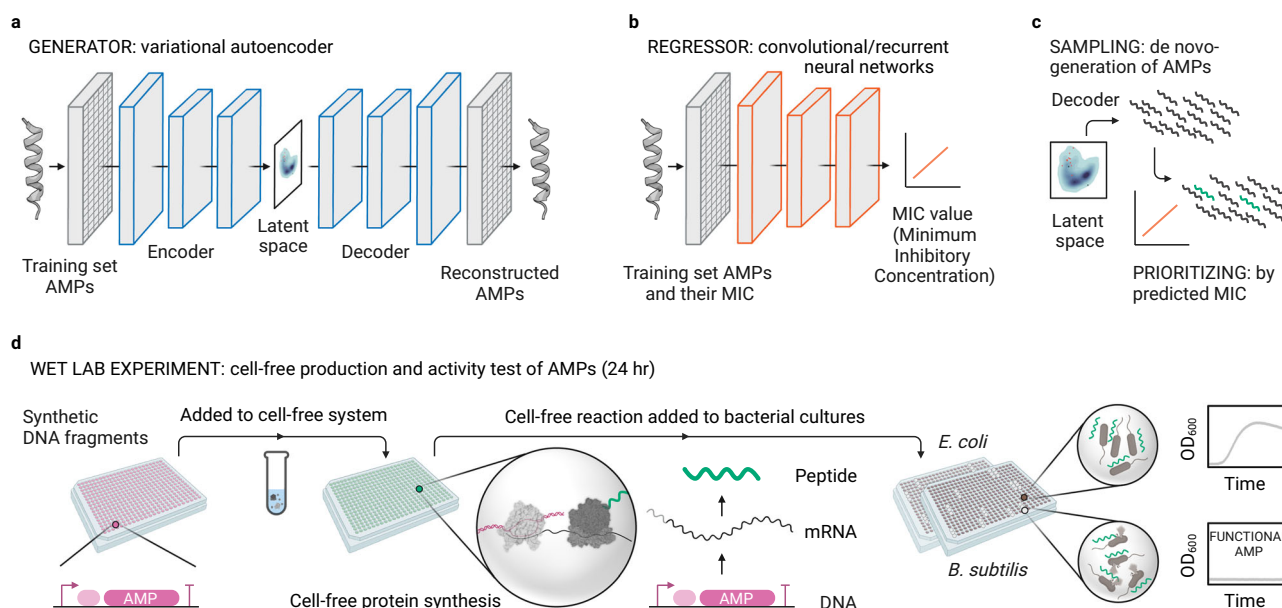 a
GENERATOR: variational autoencoder
Encoder
Latent
space
Decoder
Training set
AMPs
Reconstructed
AMPs
b
REGRESSOR: convolutional/recurrent
neural networks
MIC value
(Minimum
Inhibitory
Concentration)
Training set AMPs
and their MIC
c
SAMPLING: de novo-
generation of AMPs
Decoder
Latent
space
PRIORITIZING: by
predicted MIC
d
WET LAB EXPERIMENT: cell-free production and activity test of AMPs (24 hr)
Synthetic
DNA fragments
Added to cell-free system
Cell-free reaction added to bacterial cultures
AMP
Cell-free protein synthesis
Peptide
mRNA
AMP
DNA
E. coli
B. subtilis
OD600
Time
OD600
FUNCTIONAL
AMP
Time